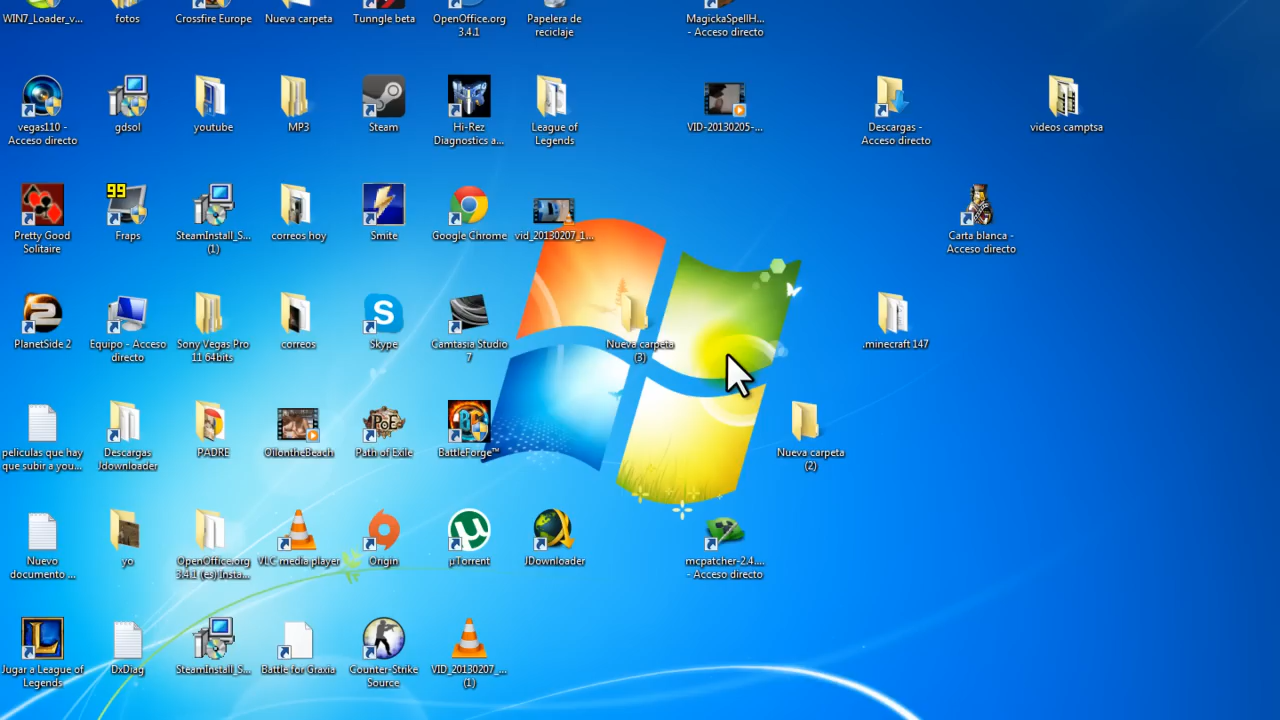 WIN7_Loader_v...
fotos
Crossfire Europe
Nueva carpeta
Tunngle beta
OpenOffice.org
3.4.1
Papelera de
reciclaje
MagickaSpellH...
- Acceso directo
vegas110 -
Acceso directo
gdsol
youtube
MP3
Steam
Hi-Rez
Diagnostics a...
League of
Legends
VID-20130205-...
Descargas -
Acceso directo
videos camptsa
Pretty Good
Solitaire
99
Fraps
SteamInstall_S...
(1)
correos hoy
Smite
Google Chrome
vid_20130207_1...
Carta blanca -
Acceso directo
PlanetSide 2
Equipo - Acceso
directo
Sony Vegas Pro
11 64bits
correos
Skype
Camtasia Studio
7
Nueva carpeta
(3)
.minecraft 147
peliculas que hay
que subir a you...
Descargas
Jdownloader
PADRE
OilontheBeach
Path of Exile
BattleForge™
Nueva carpeta
(2)
Nuevo
documento ...
yo
OpenOffice.org
3.4.1 (es) Insta...
VLC media player
Origin
µTorrent
JDownloader
mcpatcher-2.4....
- Acceso directo
Jugar a League of
Legends
DxDiag
SteamInstall_S...
Battle for Graxia
Counter-Strike
Source
VID_20130207_...
(1)